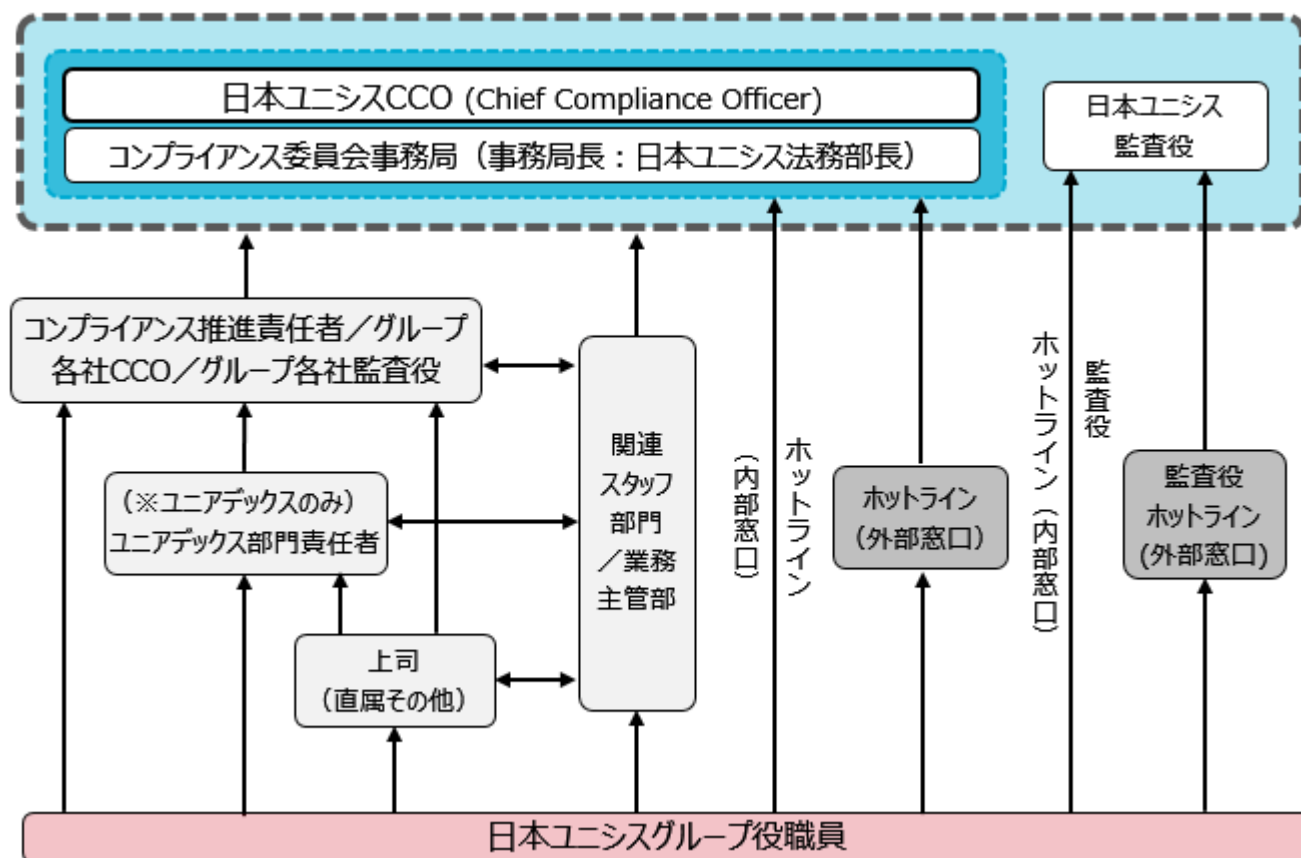 日本ユニシスCCO (Chief Compliance Officer)
コンプライアンス委員会事務局（事務局長：日本ユニシス法務部長）
日本ユニシス
監査役
コンプライアンス推進責任者／グループ
各社CCO／グループ各社監査役
（※ユニアデックスのみ）
ユニアデックス部門責任者
上司
（直属その他）
関連
スタッフ
部門
／業務
主管部
ホットライン
（内部窓口）
ホットライン
（外部窓口）
監査役
ホットライン（内部窓口）
監査役
ホットライン
(外部窓口)
日本ユニシスグループ役職員